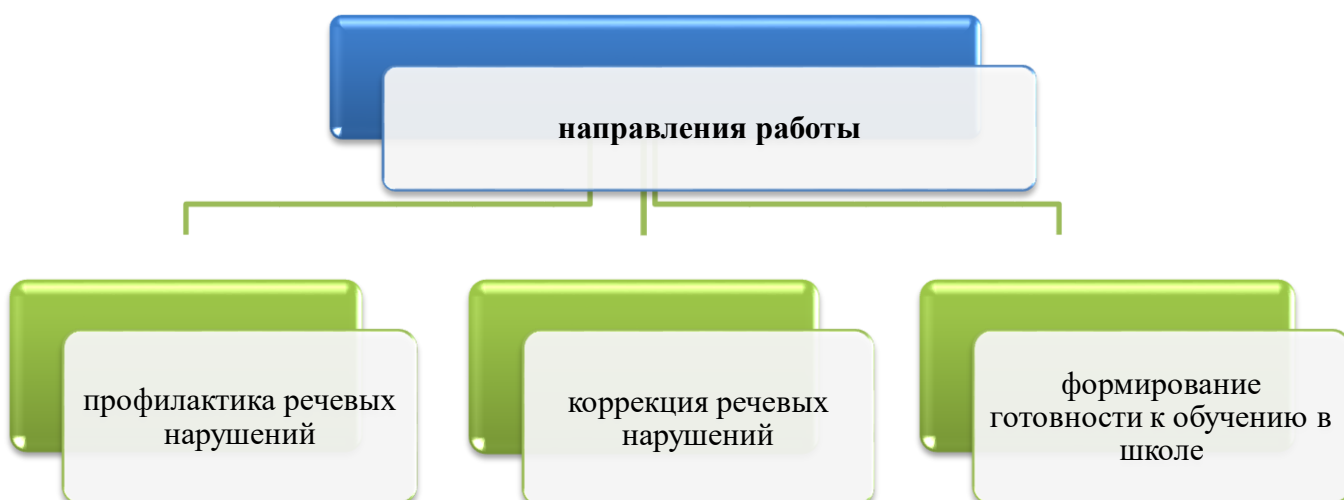 направления работы
профилактика речевых
нарушений
коррекция речевых
нарушений
формирование
готовности к обучению в
школе